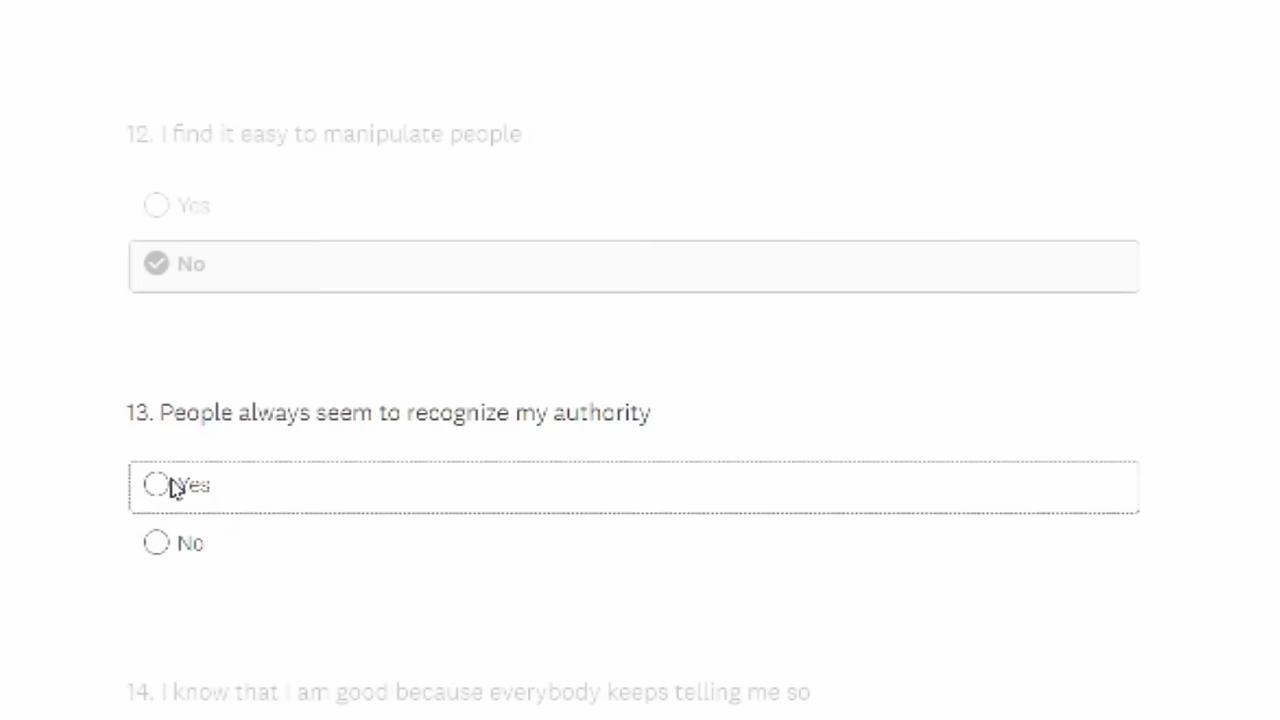 12. I find it easy to manipulate people
Yes
No
13. People always seem to recognize my authority
Yes
No
14. I know that I am good because everybody keeps telling me so